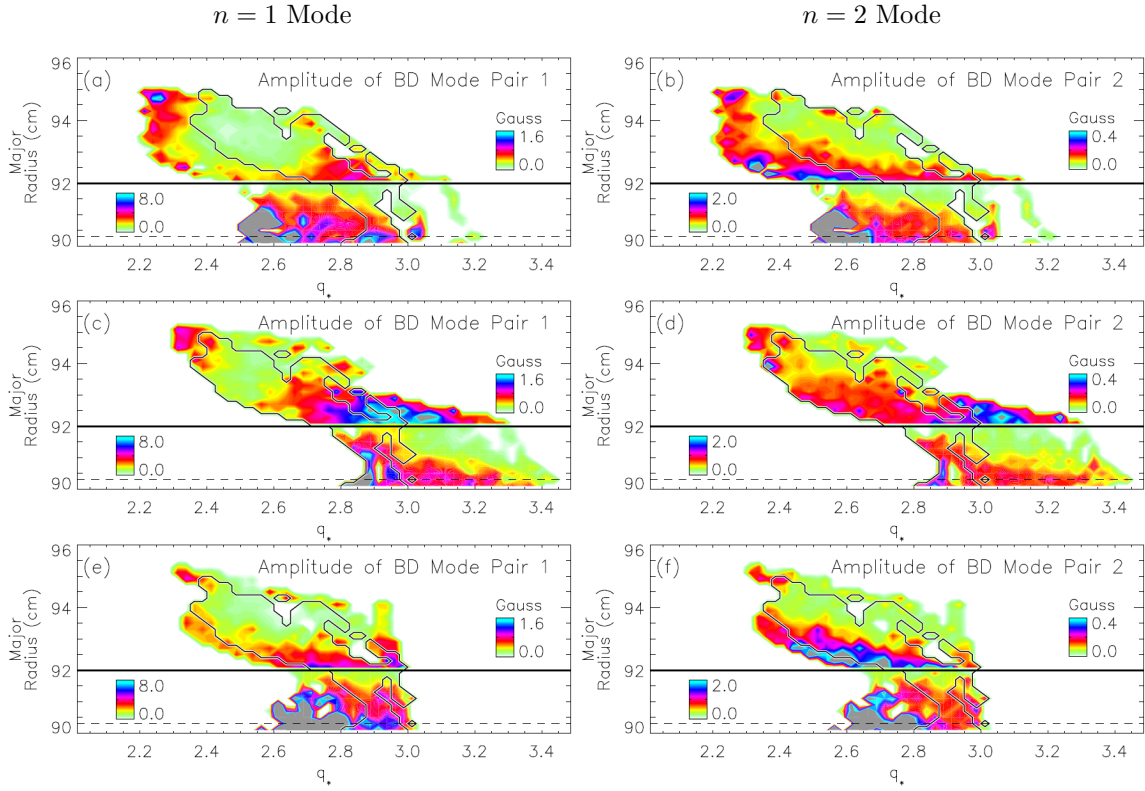 n = 1 Mode
n = 2 Mode
(a) Amplitude of BD Mode Pair 1
Gauss
1.6
0.0
8.0
0.0
96
94
92
90
Major
Radius (cm)
2.2 2.4 2.6 2.8 3.0 3.2 3.4
q*
(b) Amplitude of BD Mode Pair 2
Gauss
0.4
0.0
2.0
0.0
96
94
92
90
Major
Radius (cm)
2.2 2.4 2.6 2.8 3.0 3.2 3.4
q*
(c) Amplitude of BD Mode Pair 1
Gauss
1.6
0.0
8.0
0.0
96
94
92
90
Major
Radius (cm)
2.2 2.4 2.6 2.8 3.0 3.2 3.4
q*
(d) Amplitude of BD Mode Pair 2
Gauss
0.4
0.0
2.0
0.0
96
94
92
90
Major
Radius (cm)
2.2 2.4 2.6 2.8 3.0 3.2 3.4
q*
(e) Amplitude of BD Mode Pair 1
Gauss
1.6
0.0
8.0
0.0
96
94
92
90
Major
Radius (cm)
2.2 2.4 2.6 2.8 3.0 3.2 3.4
q*
(f) Amplitude of BD Mode Pair 2
Gauss
0.4
0.0
2.0
0.0
96
94
92
90
Major
Radius (cm)
2.2 2.4 2.6 2.8 3.0 3.2 3.4
q*